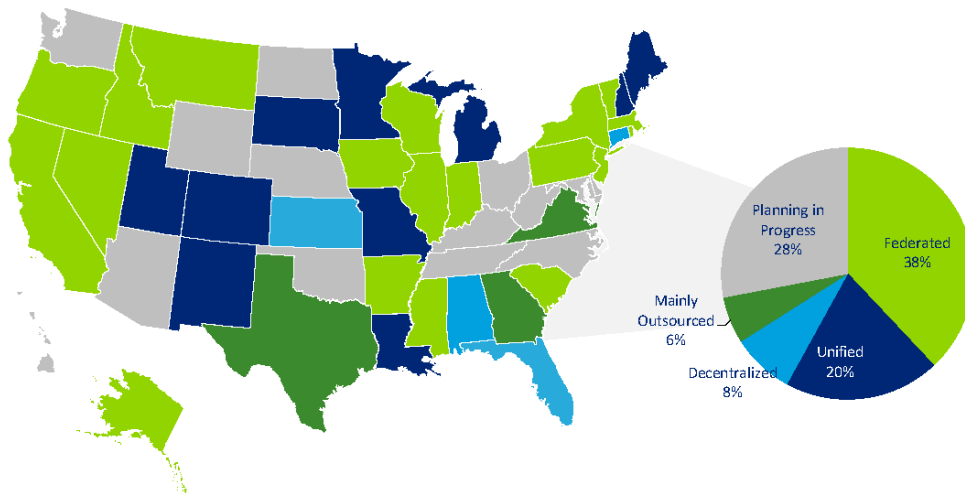 Planning in
Progress
28%
Federated
38%
Mainly
Outsourced
6%
Unified
20%
Decentralized
8%